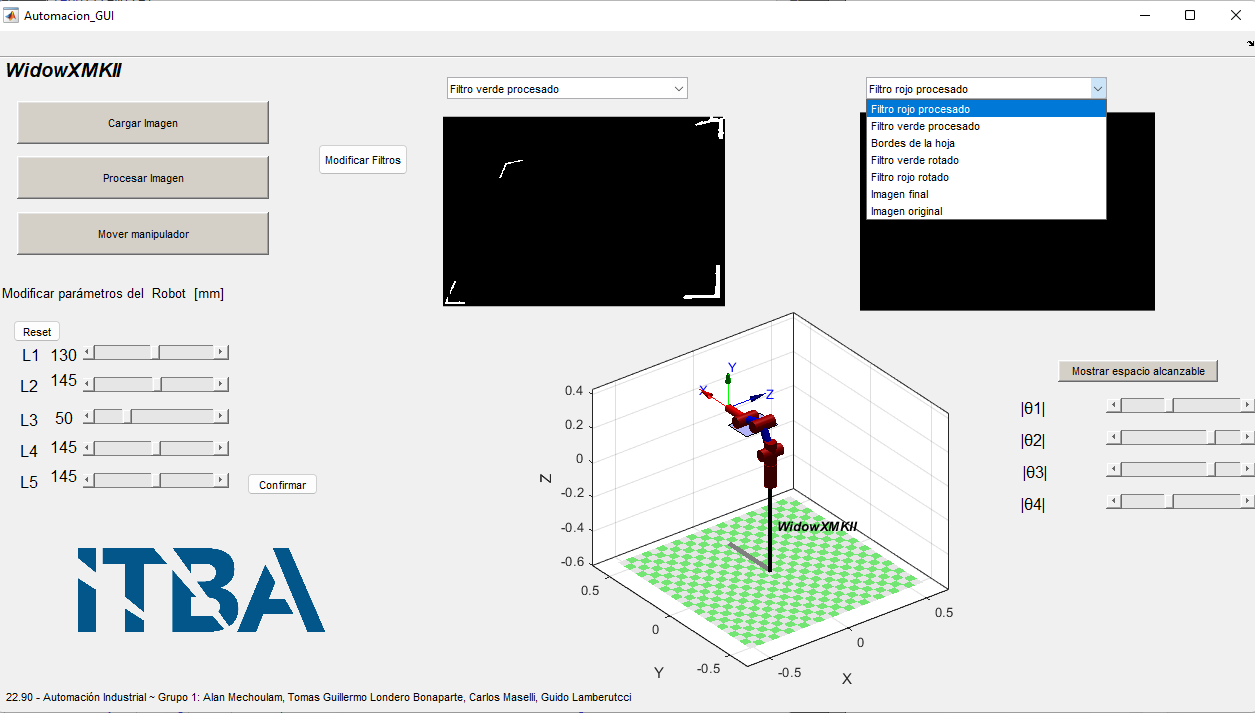 Automacion_GUI
WidowXMKII
Cargar Imagen
Procesar Imagen
Mover manipulador
Modificar Filtros
Filtro verde procesado
Filtro rojo procesado
Filtro rojo procesado
Filtro verde procesado
Bordes de la hoja
Filtro verde rotado
Filtro rojo rotado
Imagen final
Imagen original
Modificar parámetros del Robot [mm]
Reset
L1 130
L2 145
L3 50
L4 145
L5 145
Confirmar
Mostrar espacio alcanzable
|θ1|
|θ2|
|θ3|
|θ4|
0.4
0.2
0
-0.2
-0.4
-0.6
Z
X
Y
Z
WidowXMKII
0.5
0
-0.5
Y
-0.5
0
0.5
X
ITBA
22.90 - Automación Industrial ~ Grupo 1: Alan Mechoulam, Tomas Guillermo Londero Bonaparte, Carlos Maselli, Guido Lamberutcci